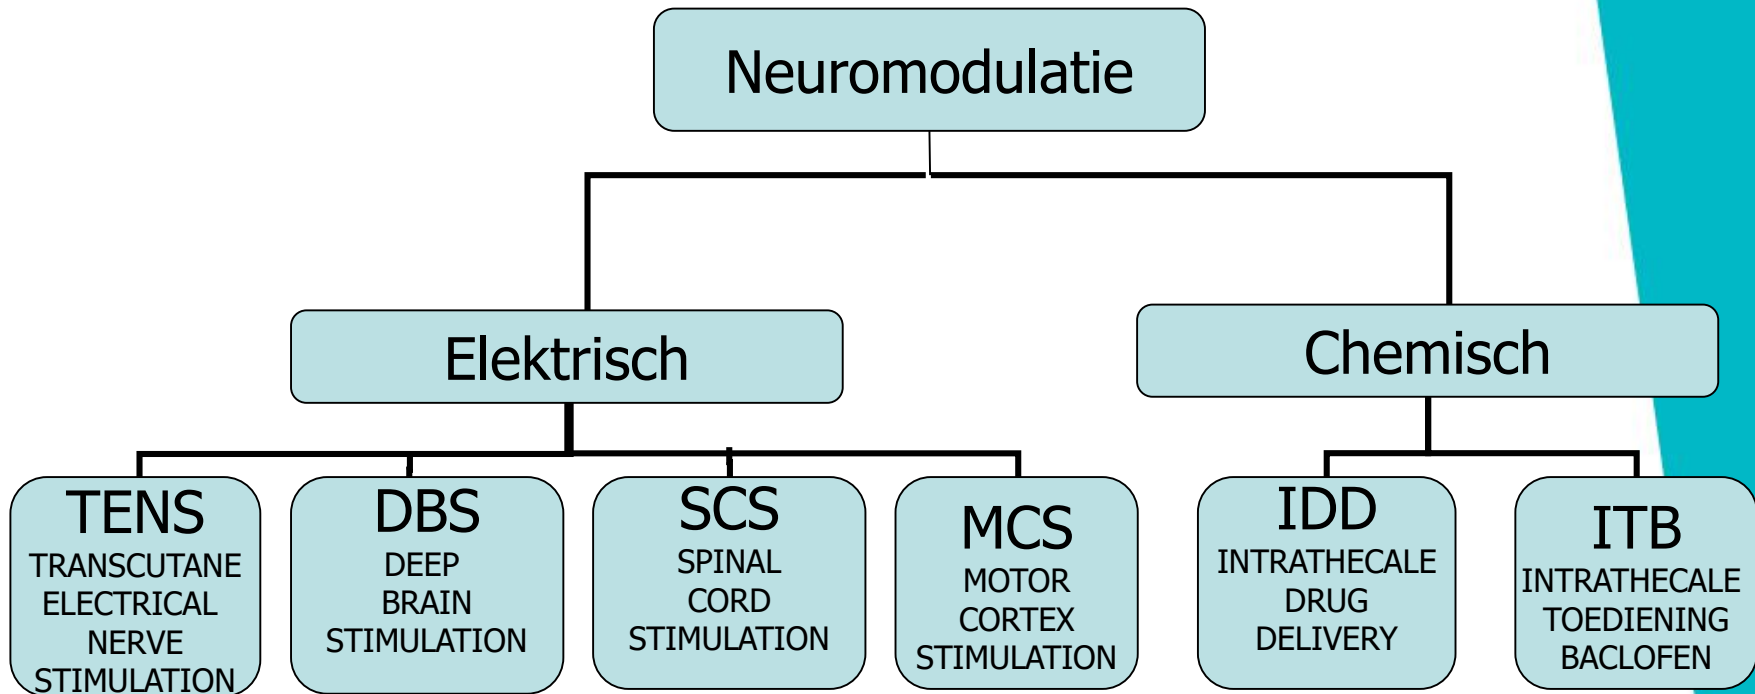 Neuromodulatie
Elektrisch
Chemisch
TENS
TRANSCUTANE
ELECTRICAL
NERVE
STIMULATION
DBS
DEEP
BRAIN
STIMULATION
SCS
SPINAL
CORD
STIMULATION
MCS
MOTOR
CORTEX
STIMULATION
IDD
INTRATHECALE
DRUG
DELIVERY
ITB
INTRATHECALE
TOEDIENING
BACLOFEN